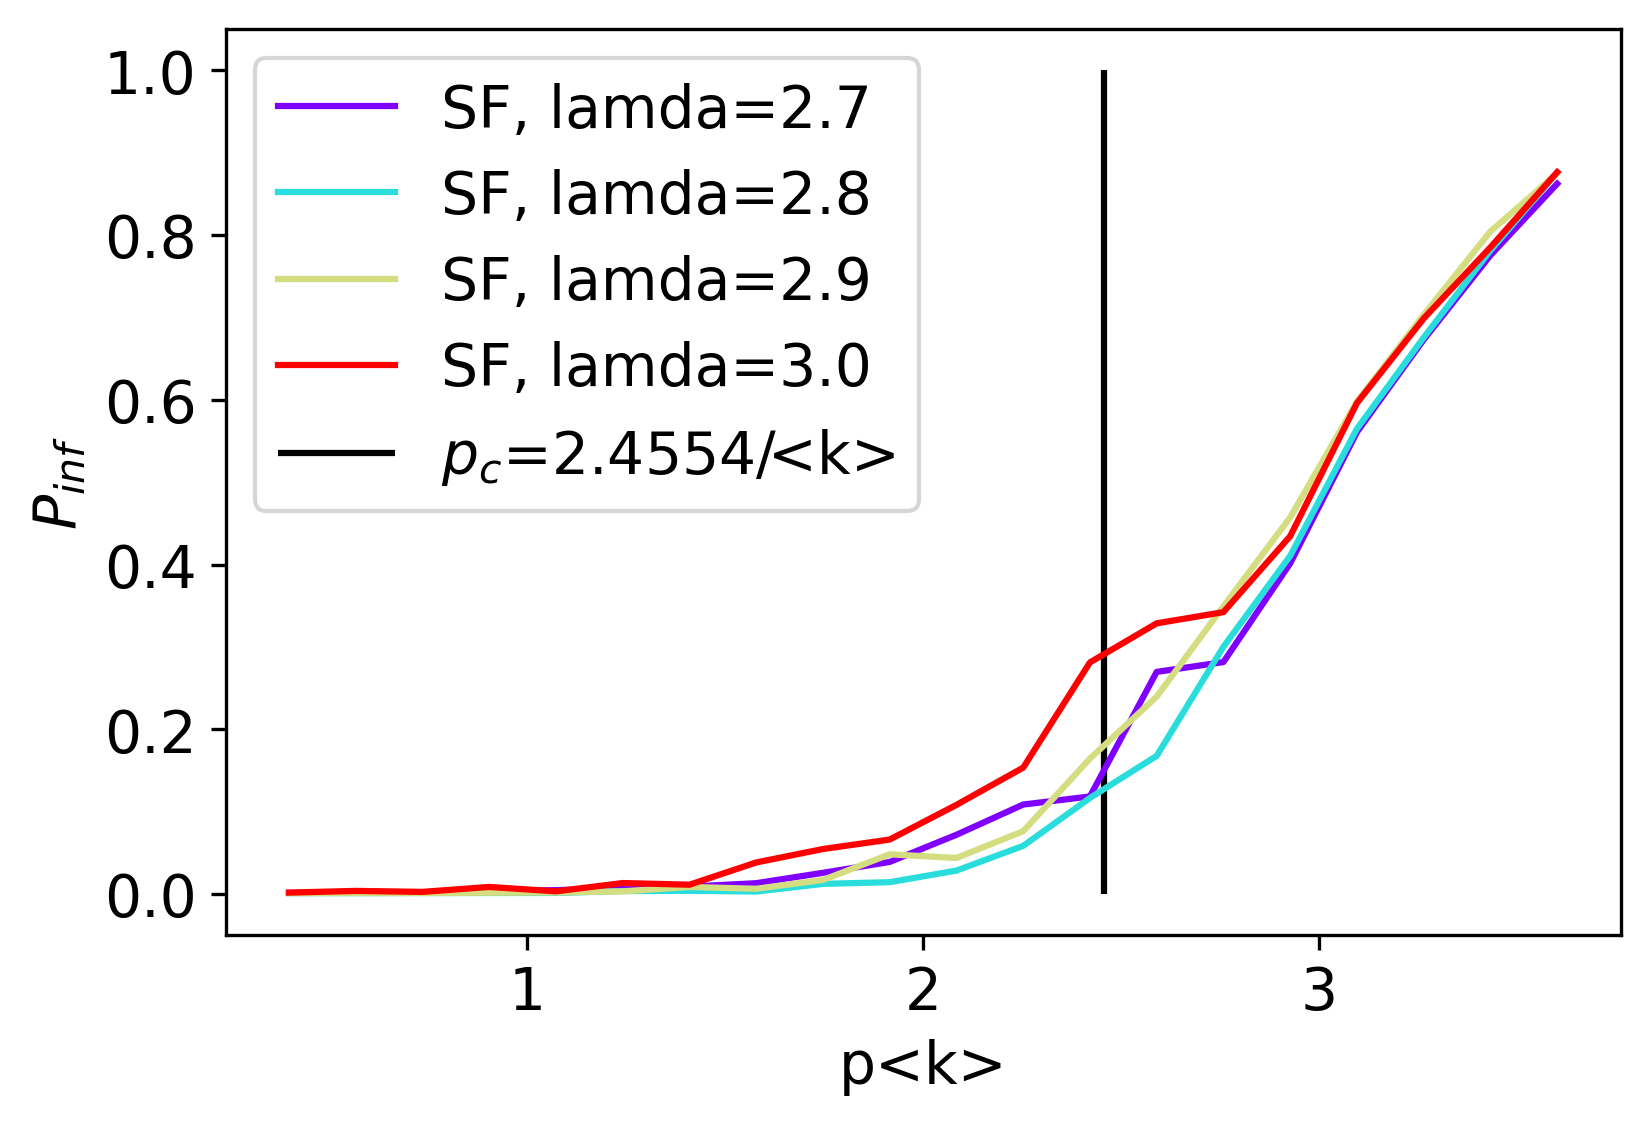 1.0
0.8
0.6
0.4
0.2
0.0
P_inf
SF, lamda=2.7
SF, lamda=2.8
SF, lamda=2.9
SF, lamda=3.0
p_c=2.4554/<k>
1 2 3
p<k>